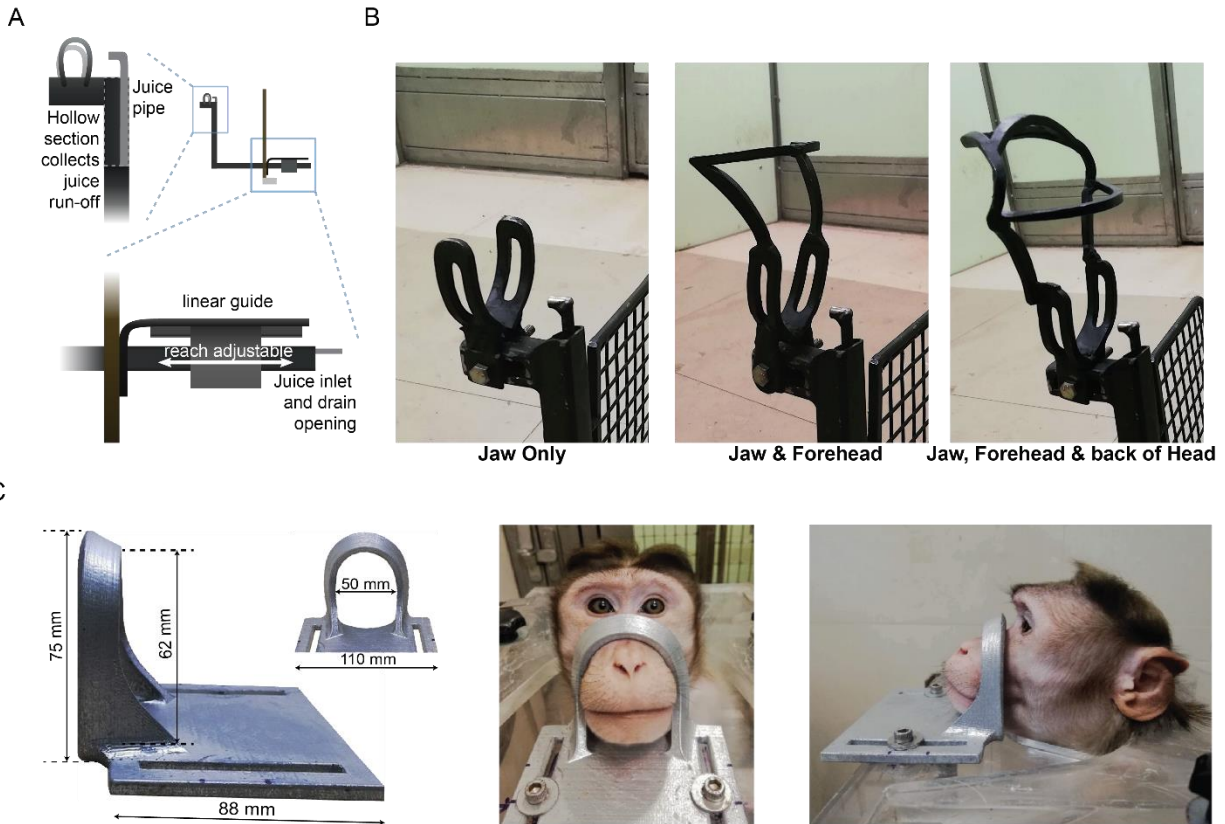 A
B
Juice
pipe
Hollow
section
collects
juice
run-off
linear guide
reach adjustable
Juice inlet
and drain
opening
Jaw Only
Jaw & Forehead
Jaw, Forehead & back of Head
C
75 mm
62 mm
88 mm
50 mm
110 mm